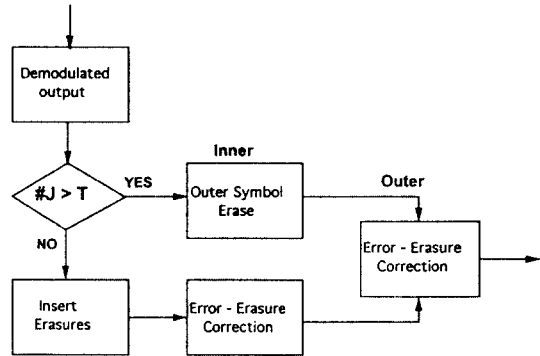 Demodulated
output
Inner
#J > T
YES
Outer Symbol
Erase
Outer
NO
Error - Erasure
Correction
Insert
Erasures
Error - Erasure
Correction